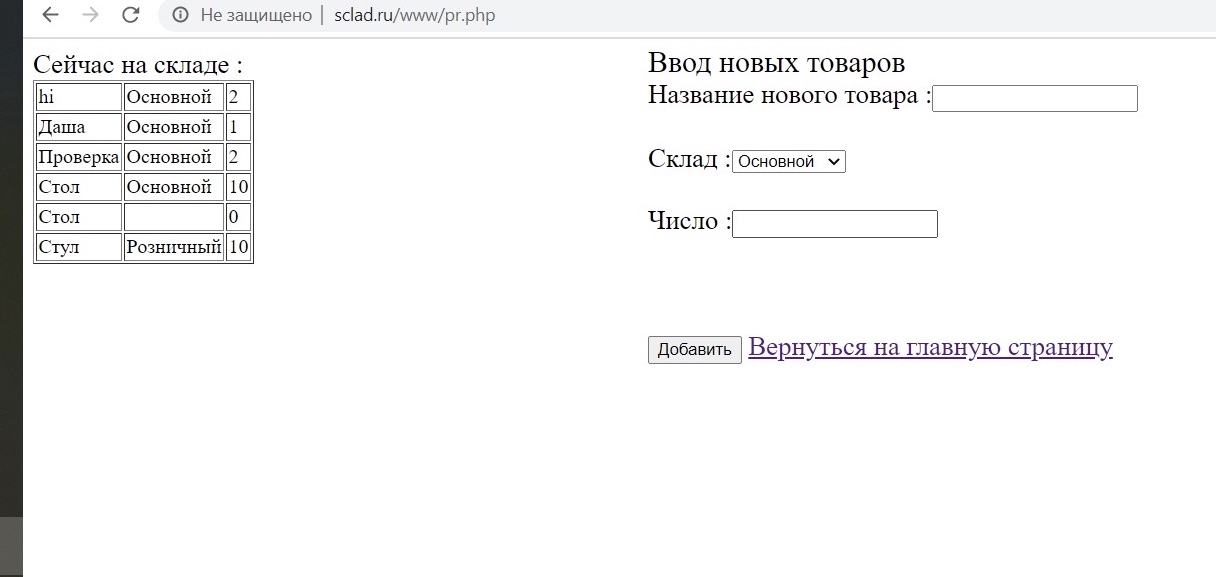 Не защищено | sclad.ru/www/pr.php
Сейчас на складе :
hi Основной 2
Даша Основной 1
Проверка Основной 2
Стол Основной 10
Стол 0
Стул Розничный 10
Ввод новых товаров
Название нового товара :
Склад : Основной
Число :
Добавить Вернуться на главную страницу